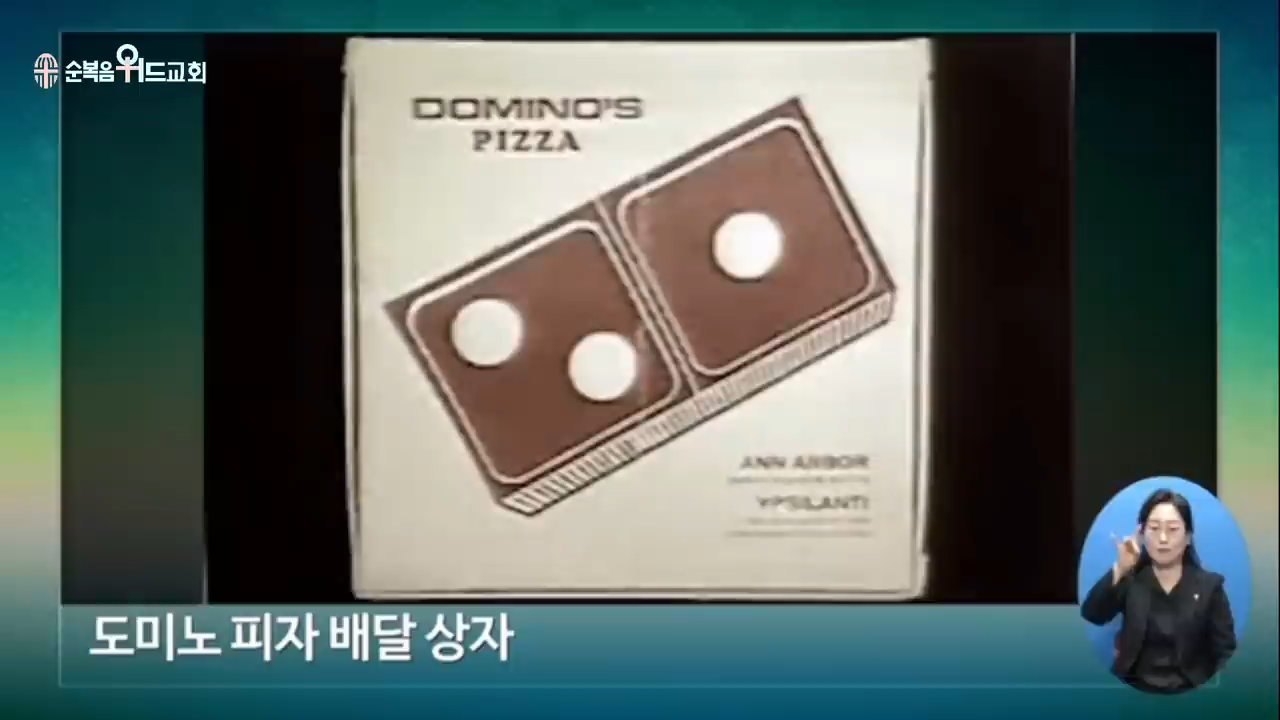 순복음위드교회
DOMINO'S
PIZZA
ANN ARBOR
YPSILANTI
도미노 피자 배달 상자